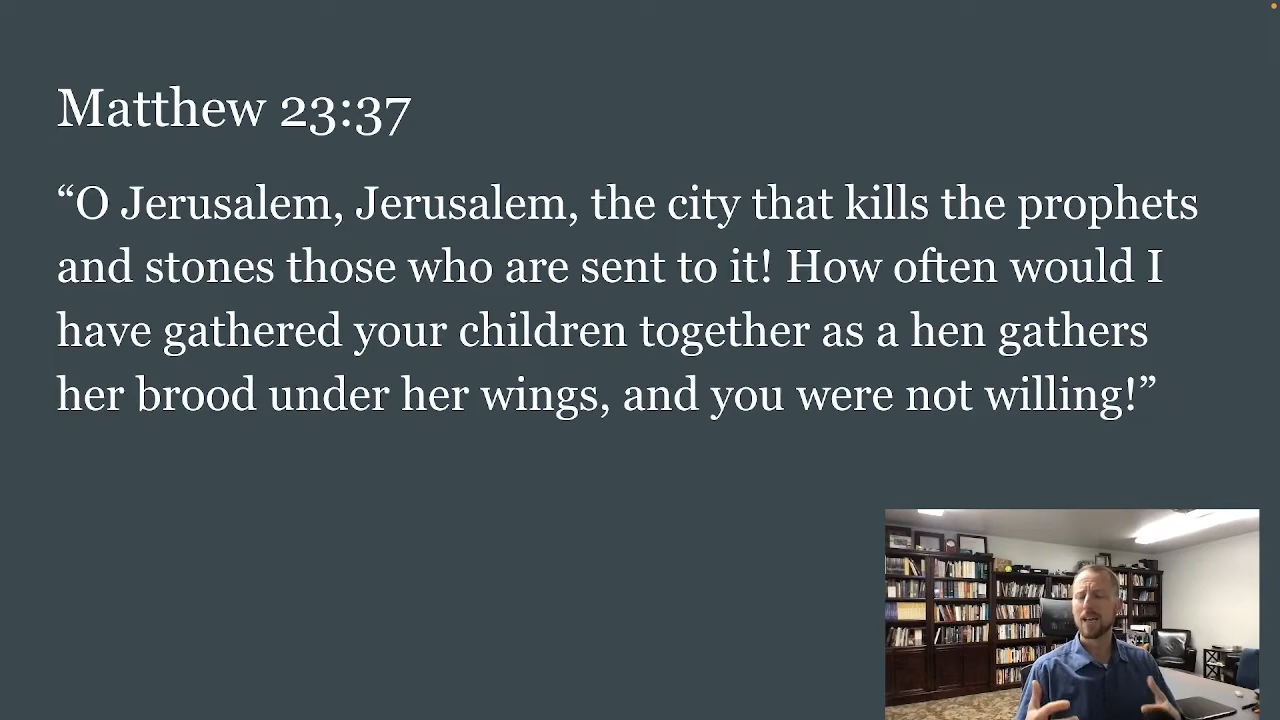 Matthew 23:37
“O Jerusalem, Jerusalem, the city that kills the prophets
and stones those who are sent to it! How often would I
have gathered your children together as a hen gathers
her brood under her wings, and you were not willing!”